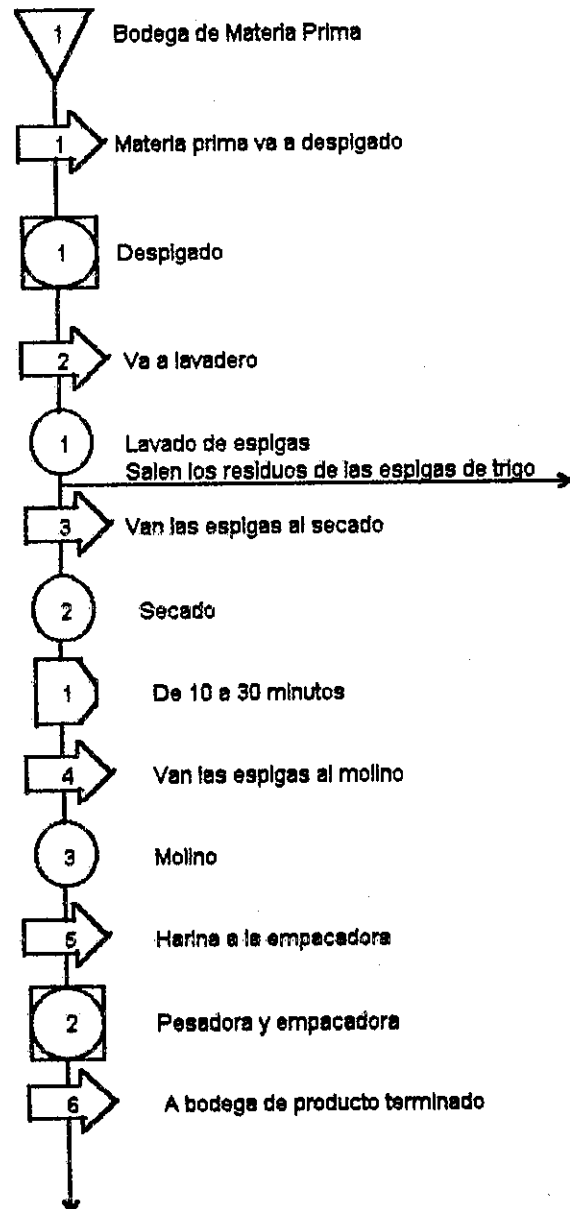 1 Bodega de Materia Prima
1 Materia prima va a despigado
1 Despigado
2 Va a lavadero
1 Lavado de espigas
Salen los residuos de las espigas de trigo
3 Van las espigas al secado
2 Secado
1 De 10 a 30 minutos
4 Van las espigas al molino
3 Molino
5 Harina a la empacadora
2 Pesadora y empacadora
6 A bodega de producto terminado